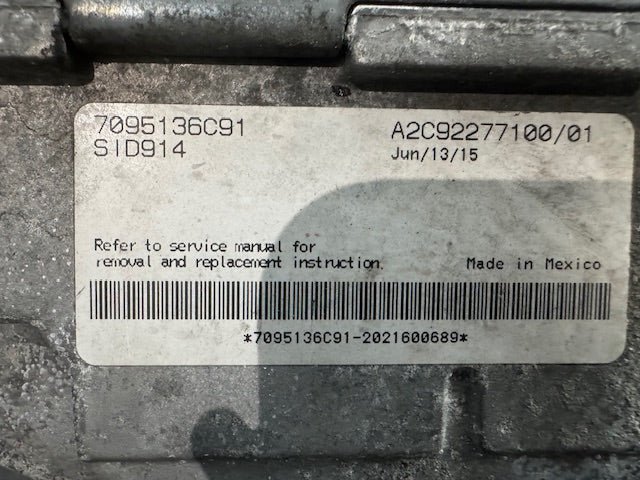 7095136C91 A2C92277100/01
SID914 Jun/13/15
Refer to service manual for
removal and replacement instruction. Made in Mexico
*7095136C91-2021600689*